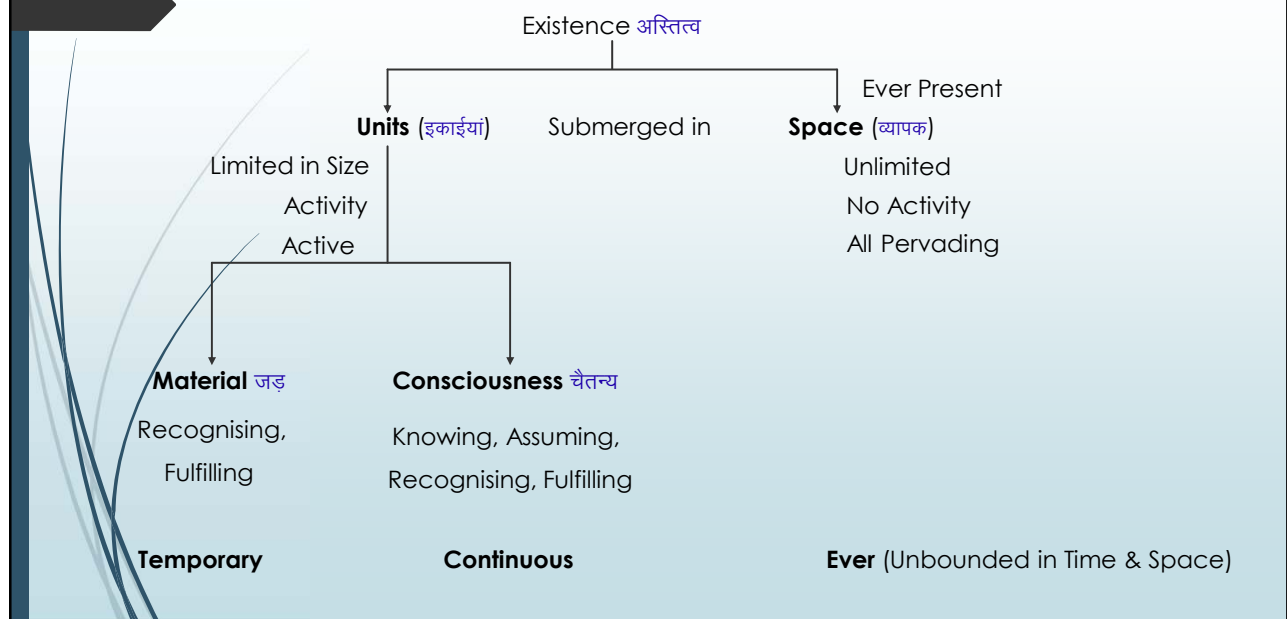 Existence अस्तित्व
Ever Present
Units (इकाईयां) Submerged in Space (व्यापक)
Limited in Size Unlimited
Activity No Activity
Active All Pervading
Material जड़ Consciousness चैतन्य
Recognising, Knowing, Assuming,
Fulfilling Recognising, Fulfilling
Temporary Continuous Ever (Unbounded in Time & Space)